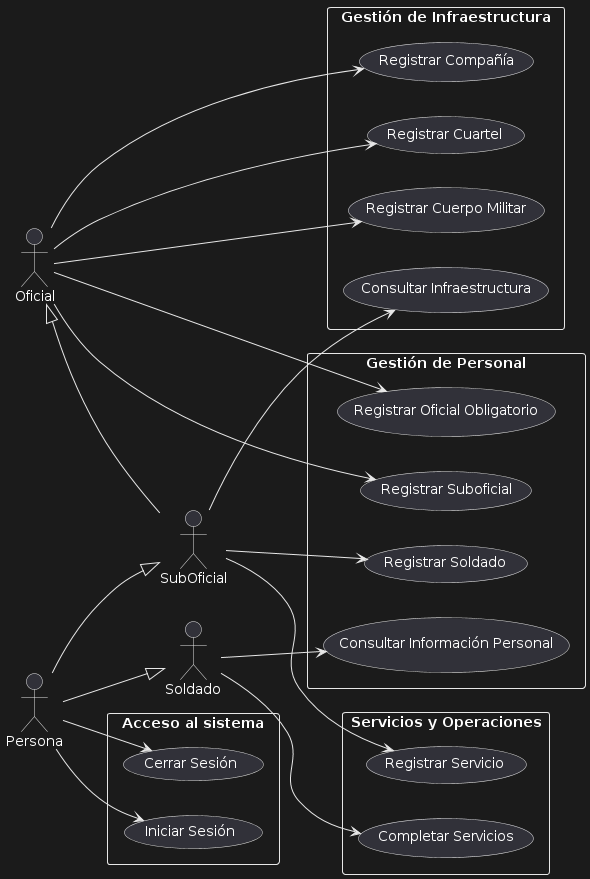 Gestión de Infraestructura
Registrar Compañía
Registrar Cuartel
Registrar Cuerpo Militar
Consultar Infraestructura
Oficial
Gestión de Personal
Registrar Oficial Obligatorio
Registrar Suboficial
Registrar Soldado
Consultar Información Personal
SubOficial
Soldado
Persona
Acceso al sistema
Cerrar Sesión
Iniciar Sesión
Servicios y Operaciones
Registrar Servicio
Completar Servicios